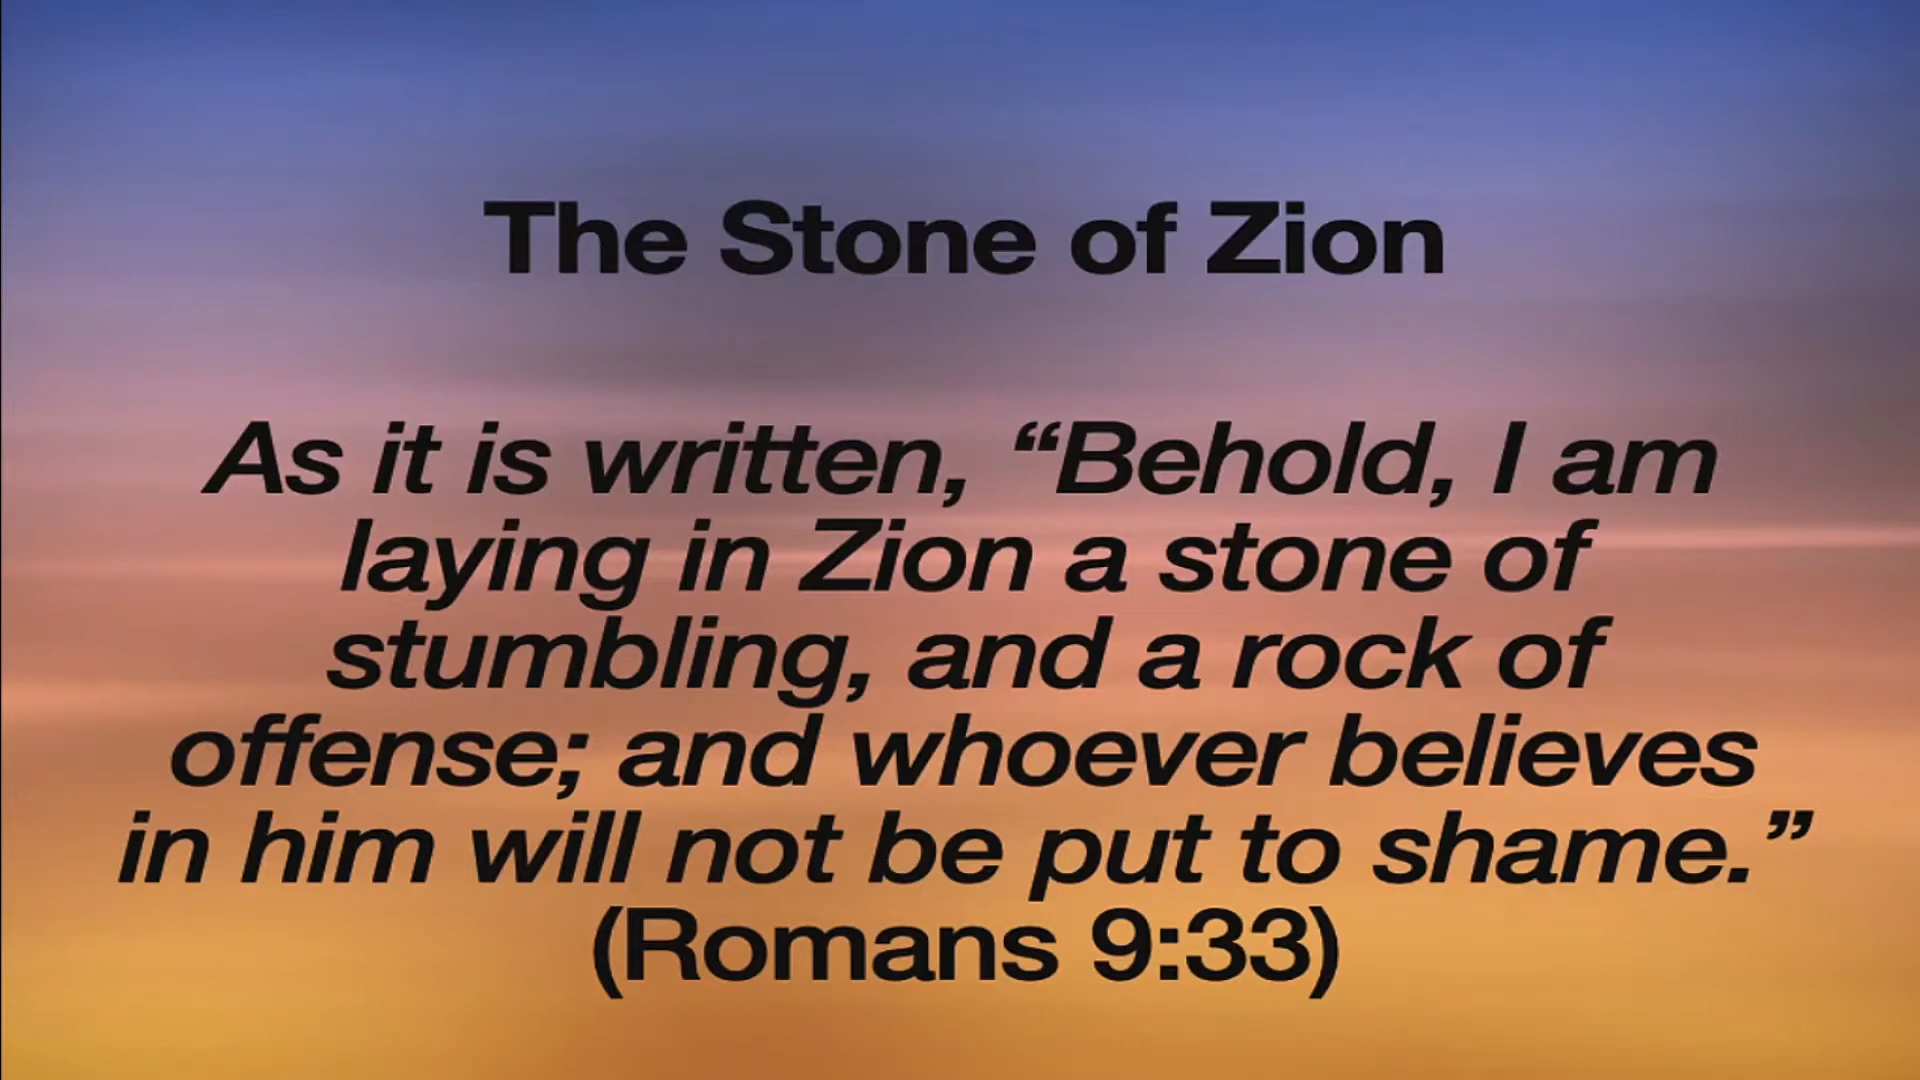 The Stone of Zion
As it is written, “Behold, I am
laying in Zion a stone of
stumbling, and a rock of
offense; and whoever believes
in him will not be put to shame.”
(Romans 9:33)